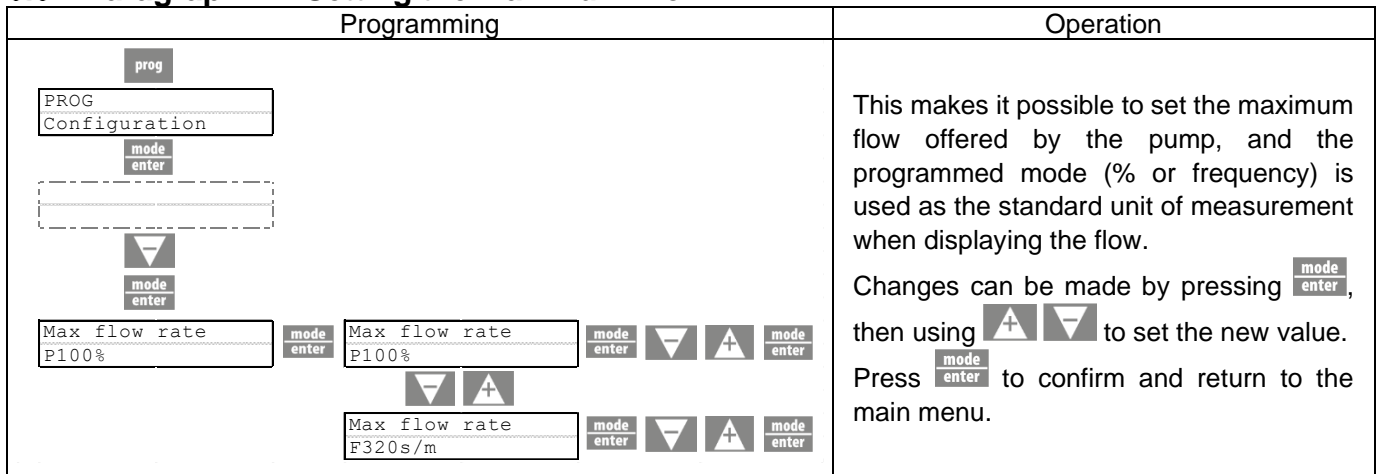 Setting the
Programming
Operation
prog
PROG
Configuration
mode
enter
−
mode
enter
Max flow rate
P100%
mode
enter
Max flow rate
P100%
mode
enter
−
+
mode
enter
−
+
Max flow rate
F320s/m
mode
enter
−
+
mode
enter
This makes it possible to set the maximum
flow offered by the pump, and the
programmed mode (% or frequency) is
used as the standard unit of measurement
when displaying the flow.
Changes can be made by pressing mode enter,
then using + − to set the new value.
Press mode enter to confirm and return to the
main menu.